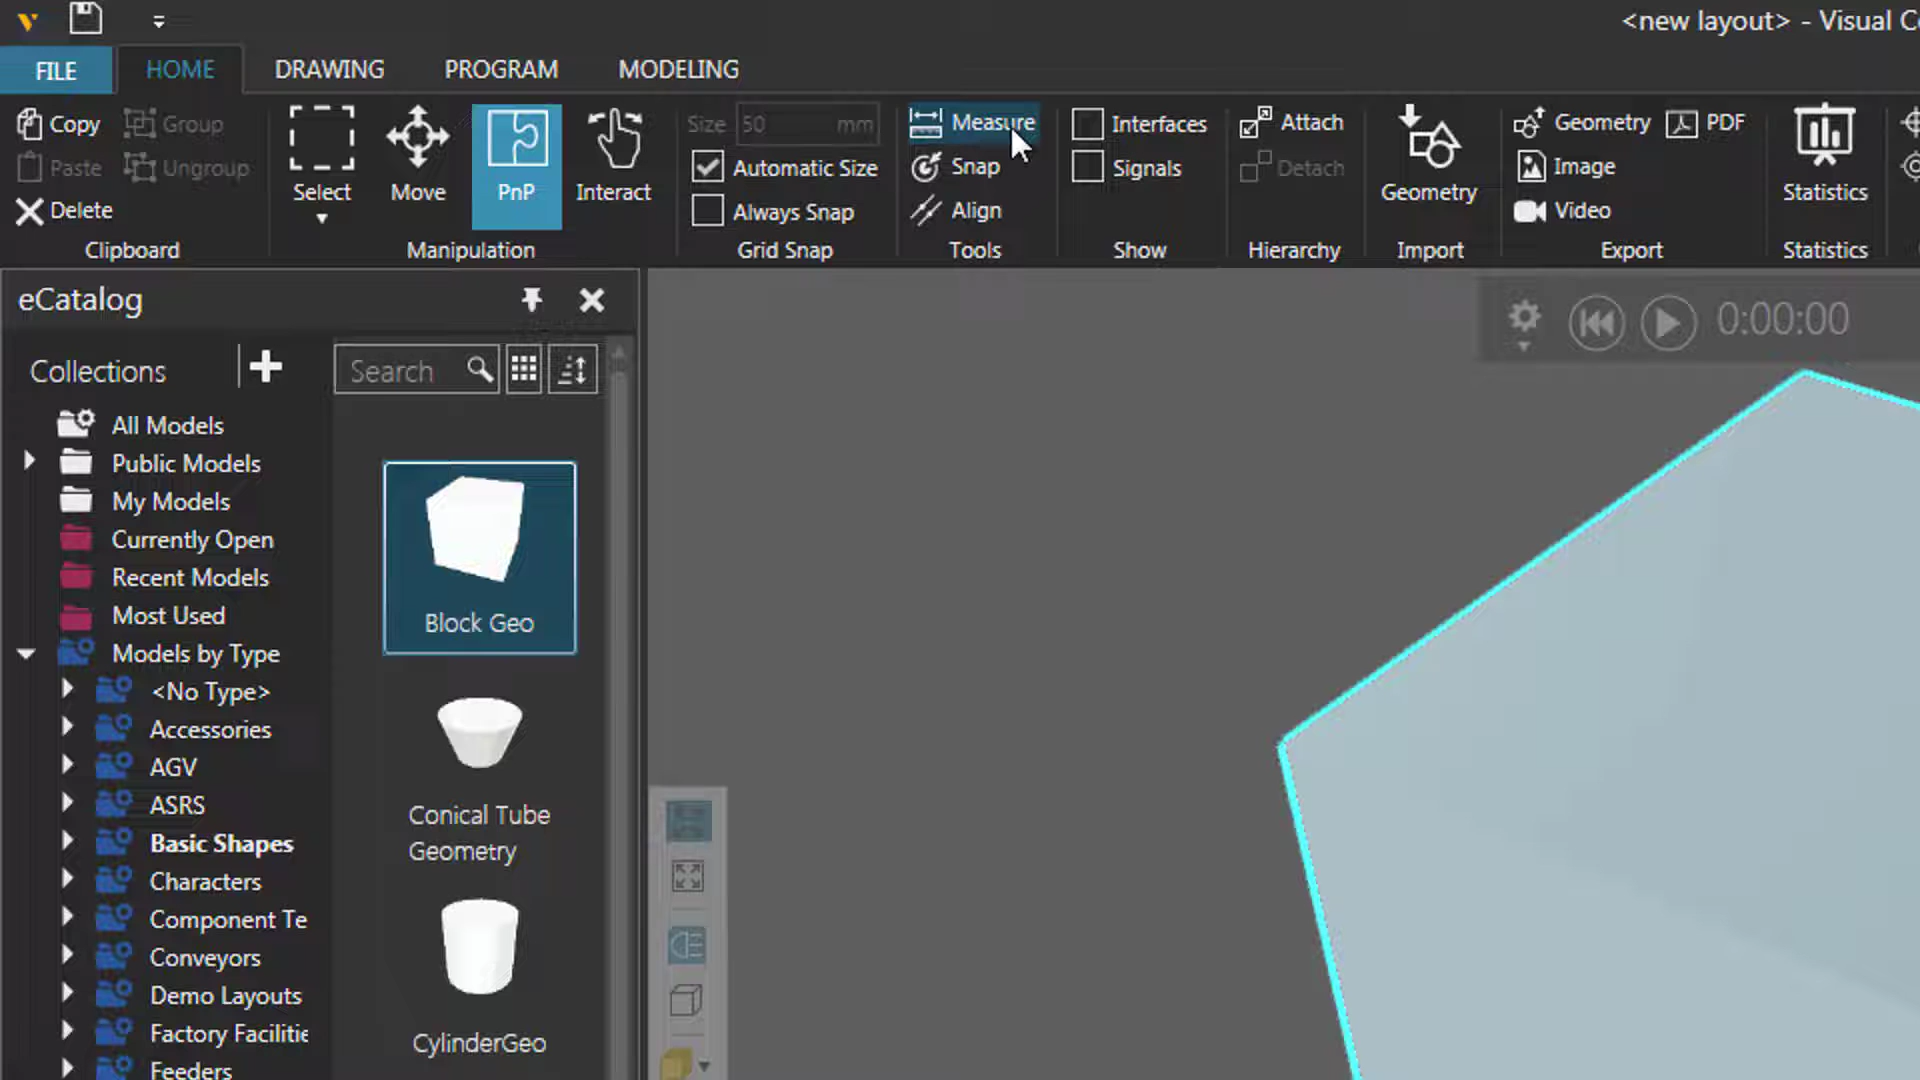 <new layout> - Visual C
FILE
HOME
DRAWING
PROGRAM
MODELING
Copy
Group
Paste
Ungroup
Delete
Clipboard
Select
Move
PnP
Interact
Manipulation
Size 50 mm
Automatic Size
Always Snap
Grid Snap
Measure
Snap
Align
Tools
Interfaces
Signals
Show
Attach
Detach
Hierarchy
Geometry
Import
Geometry
PDF
Image
Video
Export
Statistics
Statistics
eCatalog
Collections
Search
All Models
Public Models
My Models
Currently Open
Recent Models
Most Used
Models by Type
<No Type>
Accessories
AGV
ASRS
Basic Shapes
Characters
Component Te
Conveyors
Demo Layouts
Factory Facilitie
Feeders
Block Geo
Conical Tube
Geometry
CylinderGeo
0:00:00